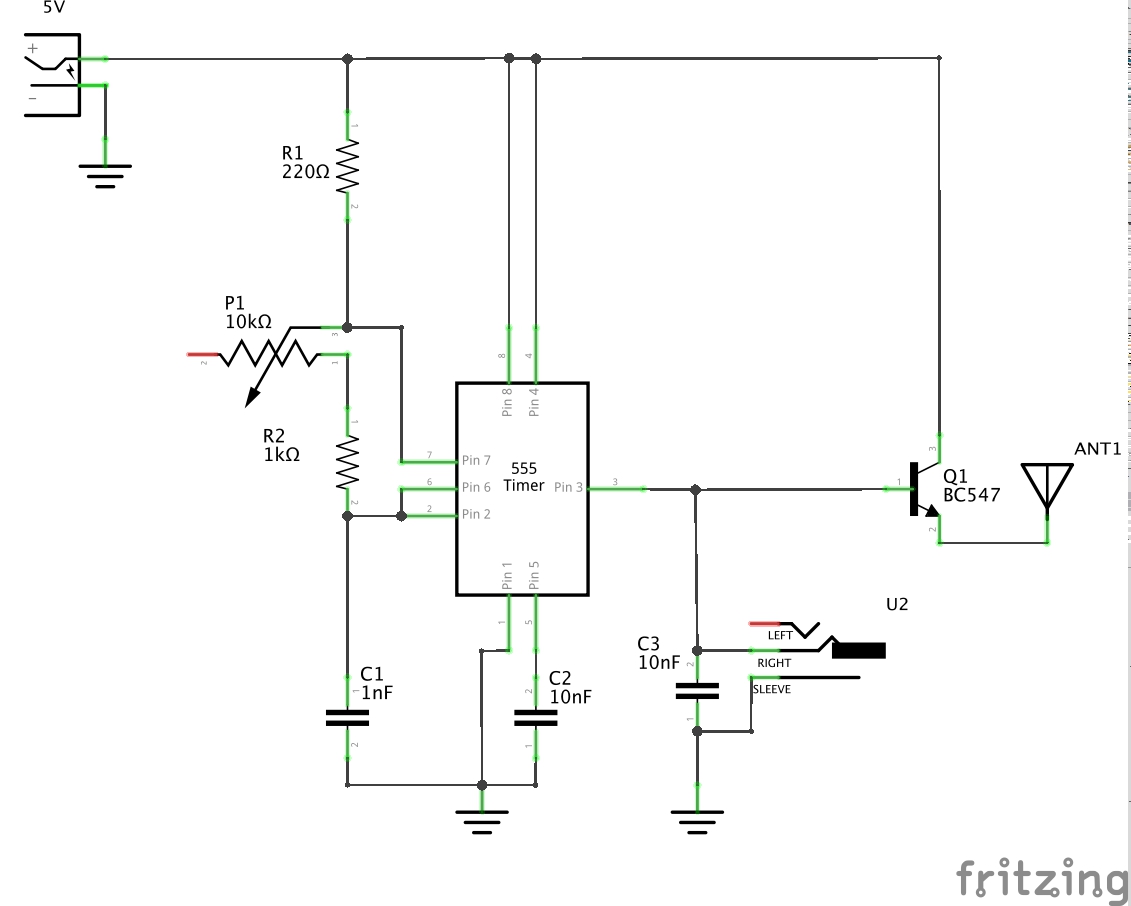 5V
+
−
1
R1
220Ω
2
P1
10kΩ
3
2
1
R2
1kΩ
1
2
8
4
Pin 8
Pin 4
7
Pin 7
6
Pin 6
2
Pin 2
555
Timer
Pin 3
3
Pin 1
Pin 5
1
5
1
3
Q1
BC547
2
ANT1
U2
LEFT
RIGHT
SLEEVE
C3
10nF
2
1
C1
1nF
1
2
C2
10nF
2
1
fritzing